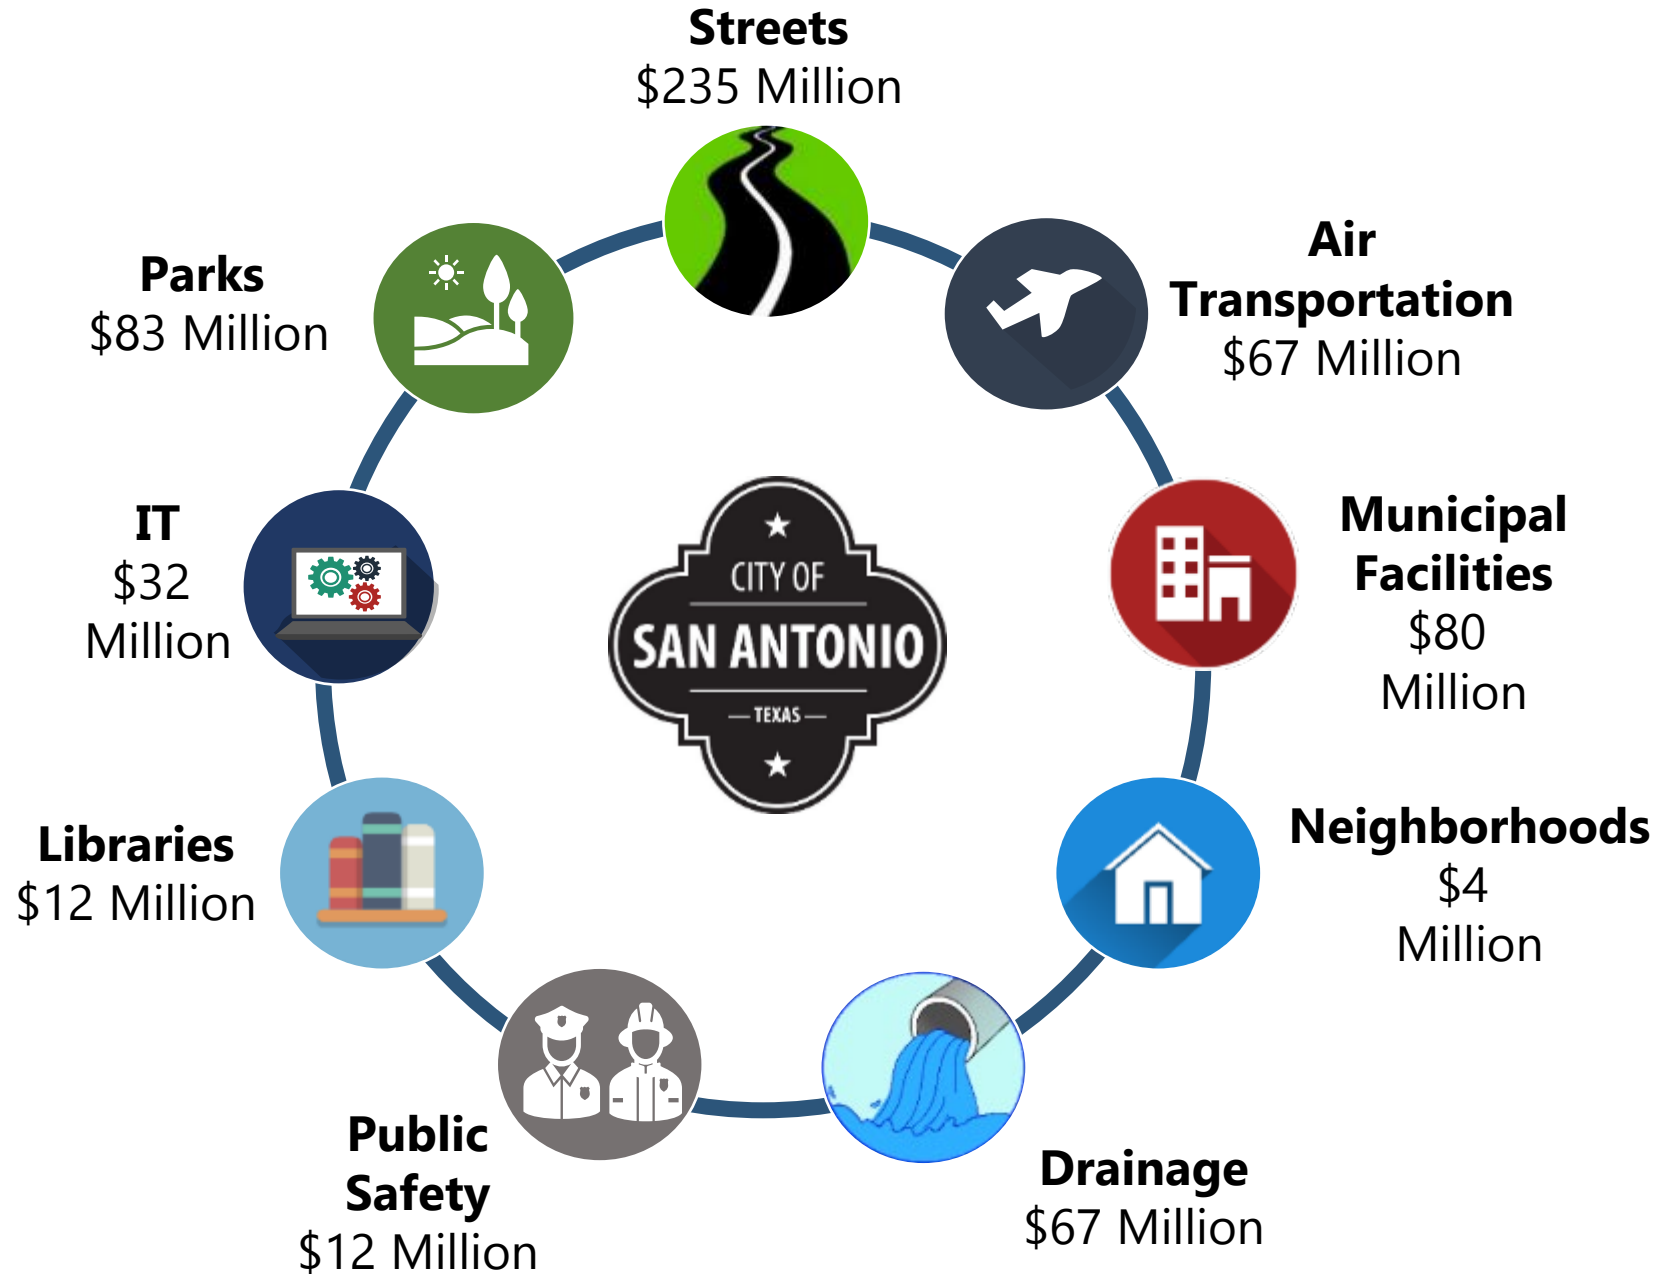 Streets
$235 Million
Air
Transportation
$67 Million
Parks
$83 Million
Municipal
Facilities
$80
Million
IT
$32
Million
CITY OF
SAN ANTONIO
TEXAS
Neighborhoods
$4
Million
Libraries
$12 Million
Public
Safety
$12 Million
Drainage
$67 Million